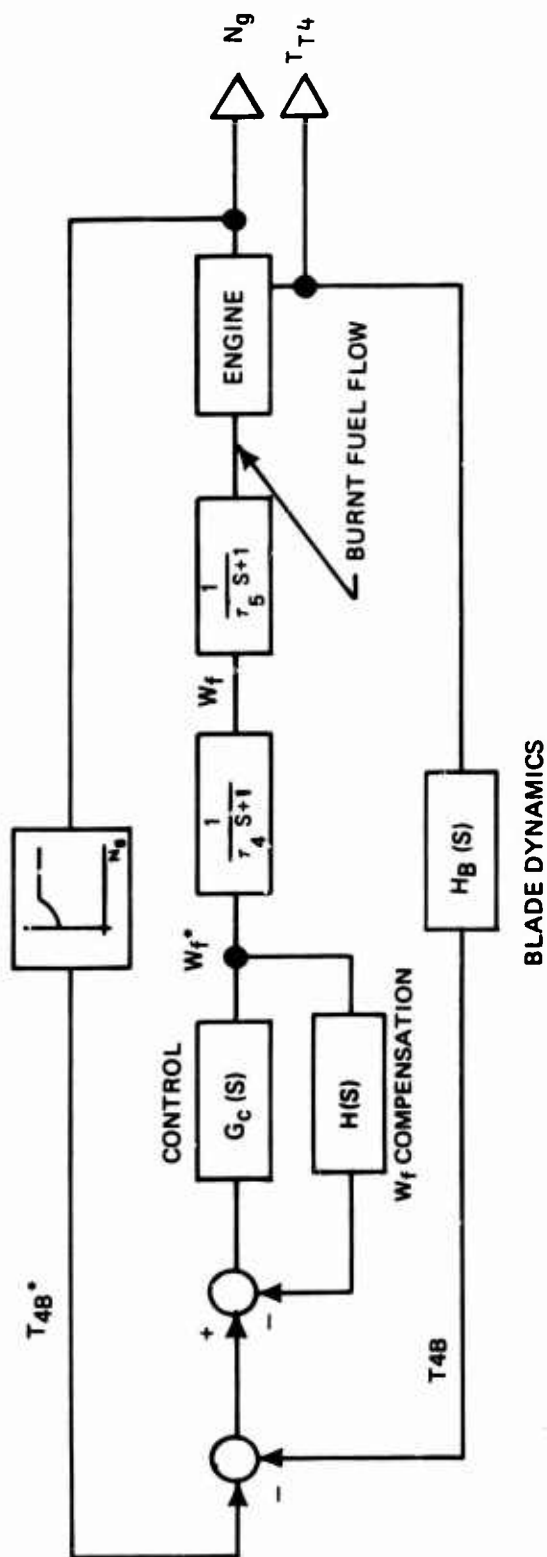 T4B*
Ng
Ng
TT4
CONTROL
GC (S)
Wf*
1
τ4 S+1
Wf
1
τ5 S+1
ENGINE
+
−
H(S)
Wf COMPENSATION
BURNT FUEL FLOW
−
T4B
HB (S)
BLADE DYNAMICS